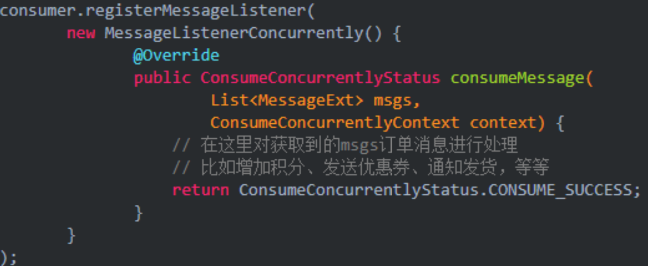 consumer.registerMessageListener(
new MessageListenerConcurrently() {
@Override
public ConsumeConcurrentlyStatus consumeMessage(
List<MessageExt> msgs,
ConsumeConcurrentlyContext context) {
// 在这里对获取到的msgs订单消息进行处理
// 比如增加积分、发送优惠券、通知发货，等等
return ConsumeConcurrentlyStatus.CONSUME_SUCCESS;
}
}
);